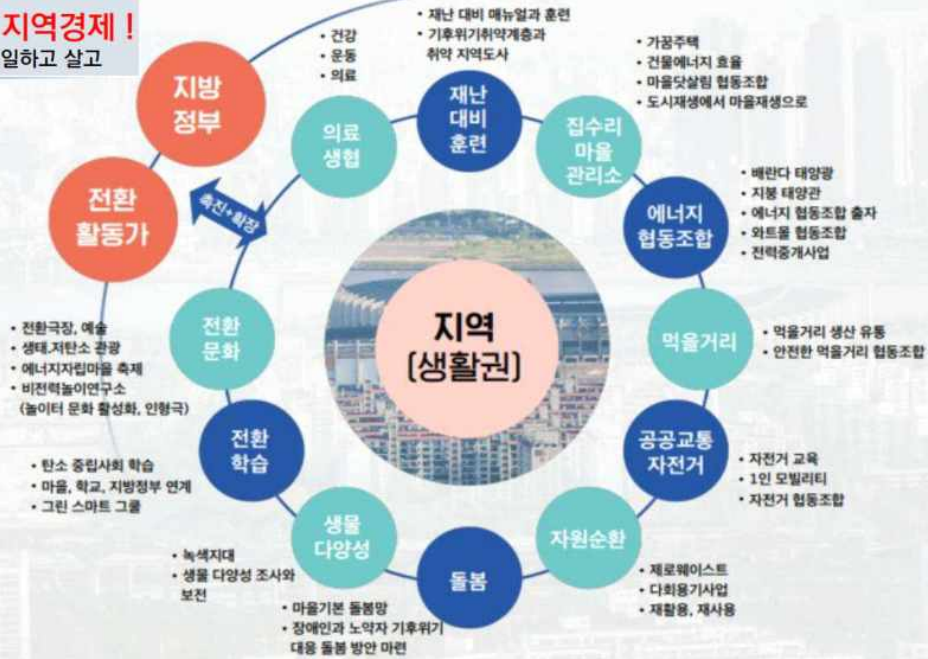 지역경제 !
일하고 살고
지방
정부
전환
활동가
촉진+확장
• 건강
• 운동
• 의료
의료
생협
• 재난 대비 매뉴얼과 훈련
• 기후위기취약계층과
취약 지역도사
재난
대비
훈련
• 가꿈주택
• 건물에너지 효율
• 마을닷살림 협동조합
• 도시재생에서 마을재생으로
집수리
마을
관리소
• 배란다 태양광
• 지붕 태양관
• 에너지 협동조합 출자
• 와트몰 협동조합
• 전력중개사업
에너지
협동조합
먹을거리
• 먹을거리 생산 유통
• 안전한 먹을거리 협동조합
공공교통
자전거
• 자전거 교육
• 1인 모빌리티
• 자전거 협동조합
자원순환
• 제로웨이스트
• 다회용기사업
• 재활용, 재사용
돌봄
• 마을기본 돌봄망
• 장애인과 노약자 기후위기
대응 돌봄 방안 마련
생물
다양성
• 녹색지대
• 생물 다양성 조사와
보전
전환
학습
• 탄소 중립사회 학습
• 마을, 학교, 지방정부 연계
• 그린 스마트 그쿨
전환
문화
• 전환극장, 예술
• 생태.저탄소 관광
• 에너지자립마을 축제
• 비전력놀이연구소
(놀이터 문화 활성화, 인형극)
지역
(생활권)